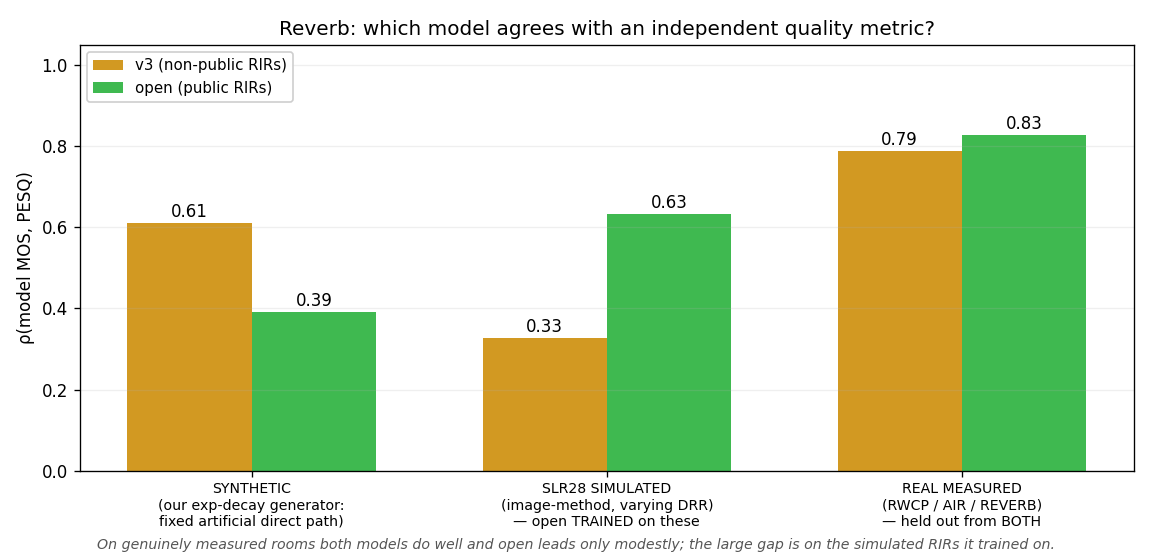 Reverb: which model agrees with an independent quality metric?
v3 (non-public RIRs)
open (public RIRs)
ρ(model MOS, PESQ)
1.0
0.8
0.6
0.4
0.2
0.0
0.61
0.39
0.33
0.63
0.79
0.83
SYNTHETIC
(our exp-decay generator:
fixed artificial direct path)
SLR28 SIMULATED
(image-method, varying DRR)
— open TRAINED on these
REAL MEASURED
(RWCP / AIR / REVERB)
— held out from BOTH
On genuinely measured rooms both models do well and open leads only modestly; the large gap is on the simulated RIRs it trained on.